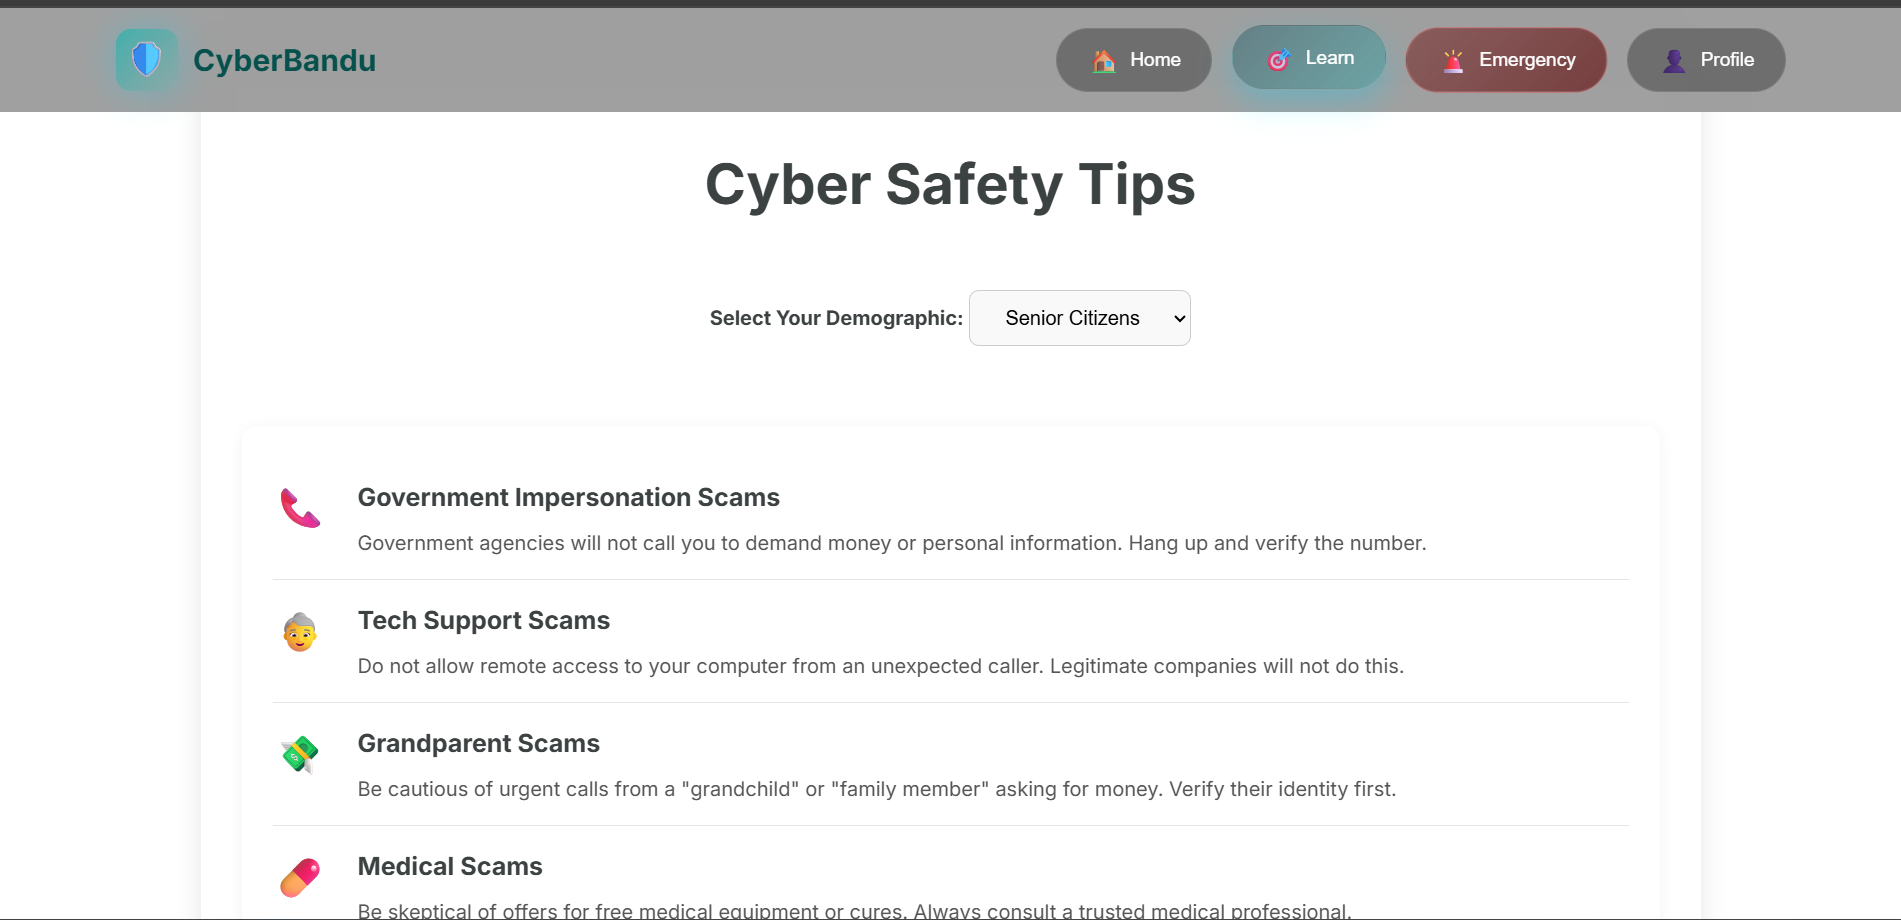 CyberBandu
Home
Learn
Emergency
Profile
Cyber Safety Tips
Select Your Demographic: Senior Citizens
Government Impersonation Scams
Government agencies will not call you to demand money or personal information. Hang up and verify the number.
Tech Support Scams
Do not allow remote access to your computer from an unexpected caller. Legitimate companies will not do this.
Grandparent Scams
Be cautious of urgent calls from a "grandchild" or "family member" asking for money. Verify their identity first.
Medical Scams
Be skeptical of offers for free medical equipment or cures. Always consult a trusted medical professional.